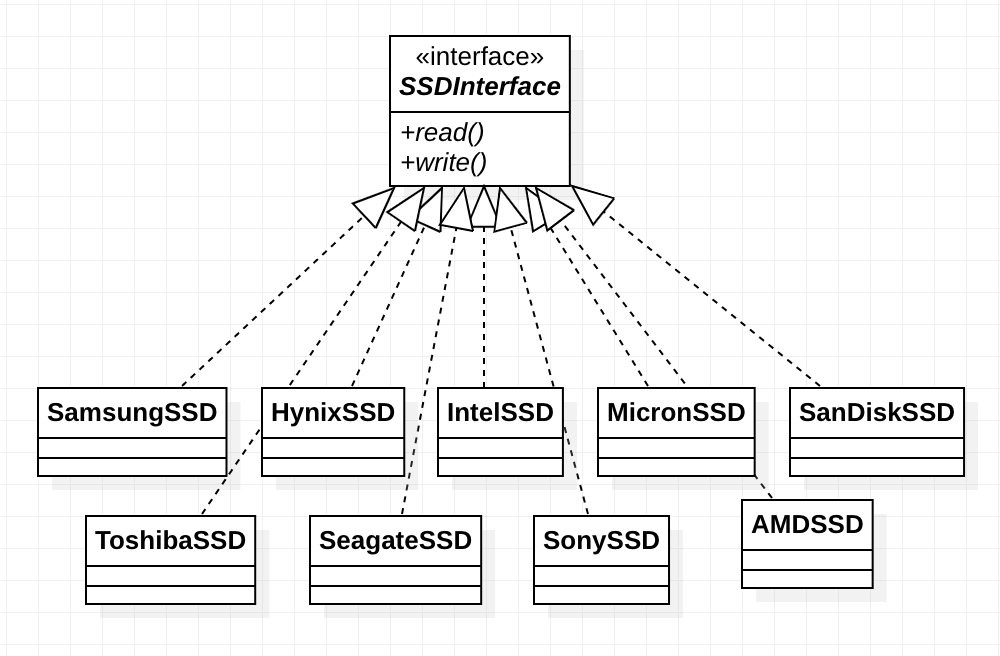 «interface»
SSDInterface
+read()
+write()
SamsungSSD
HynixSSD
IntelSSD
MicronSSD
SanDiskSSD
ToshibaSSD
SeagateSSD
SonySSD
AMDSSD